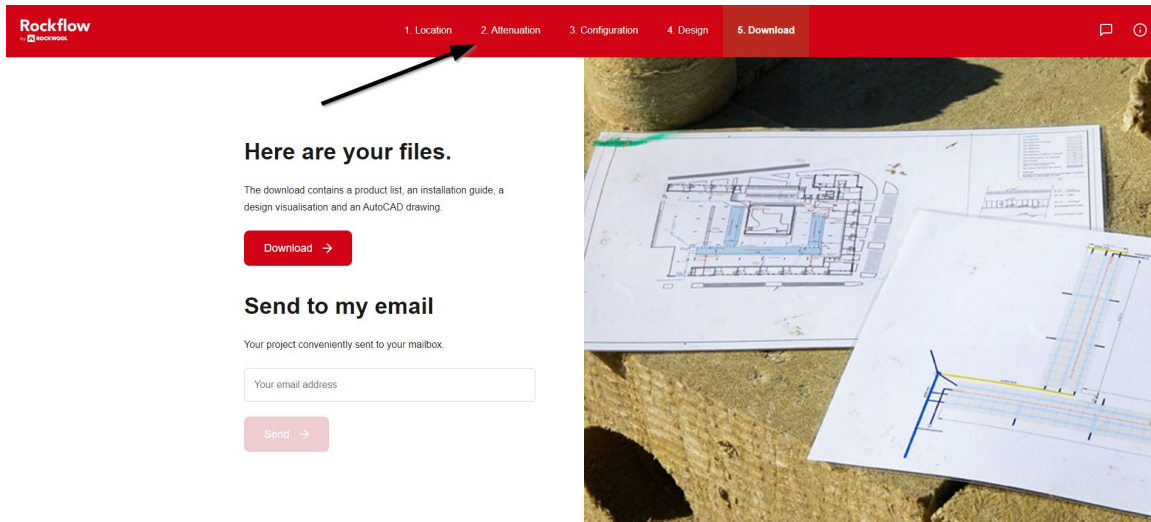 Rockflow
by ROCKWOOL
1. Location
2. Attenuation
3. Configuration
4. Design
5. Download
Here are your files.
The download contains a product list, an installation guide, a
design visualisation and an AutoCAD drawing.
Download →
Send to my email
Your project conveniently sent to your mailbox.
Your email address
Send →